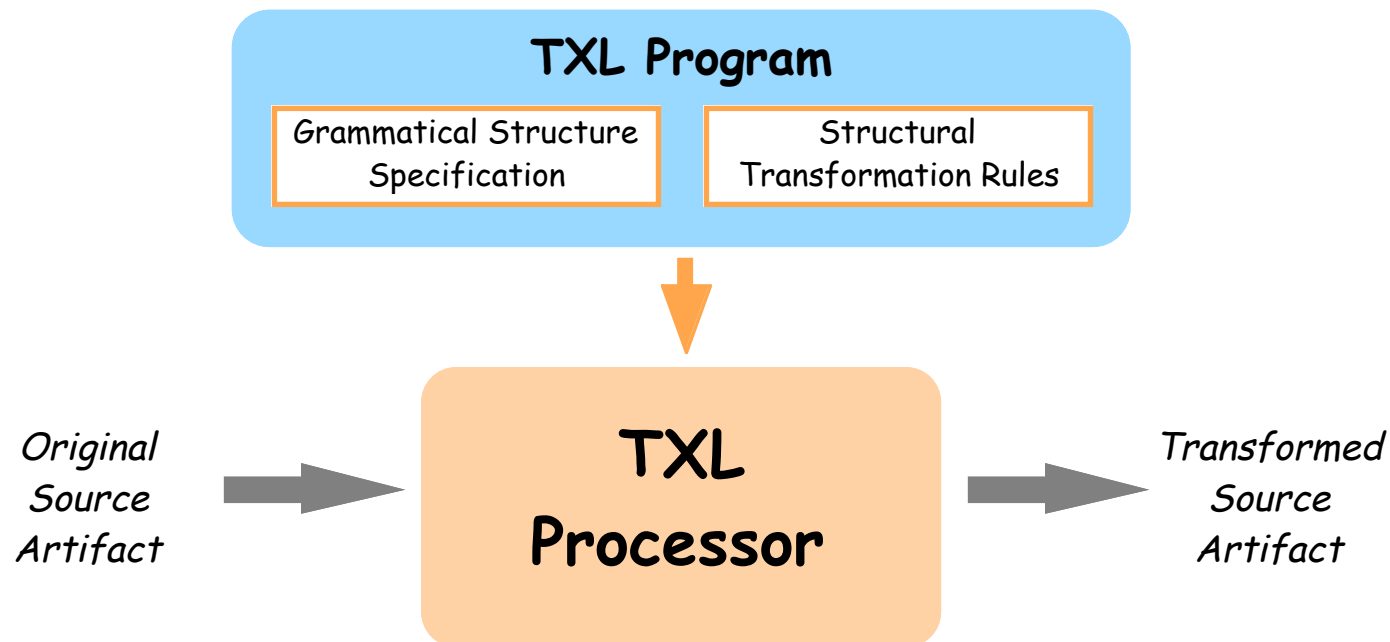 TXL Program
Grammatical Structure
Specification
Structural
Transformation Rules
Original
Source
Artifact
TXL
Processor
Transformed
Source
Artifact